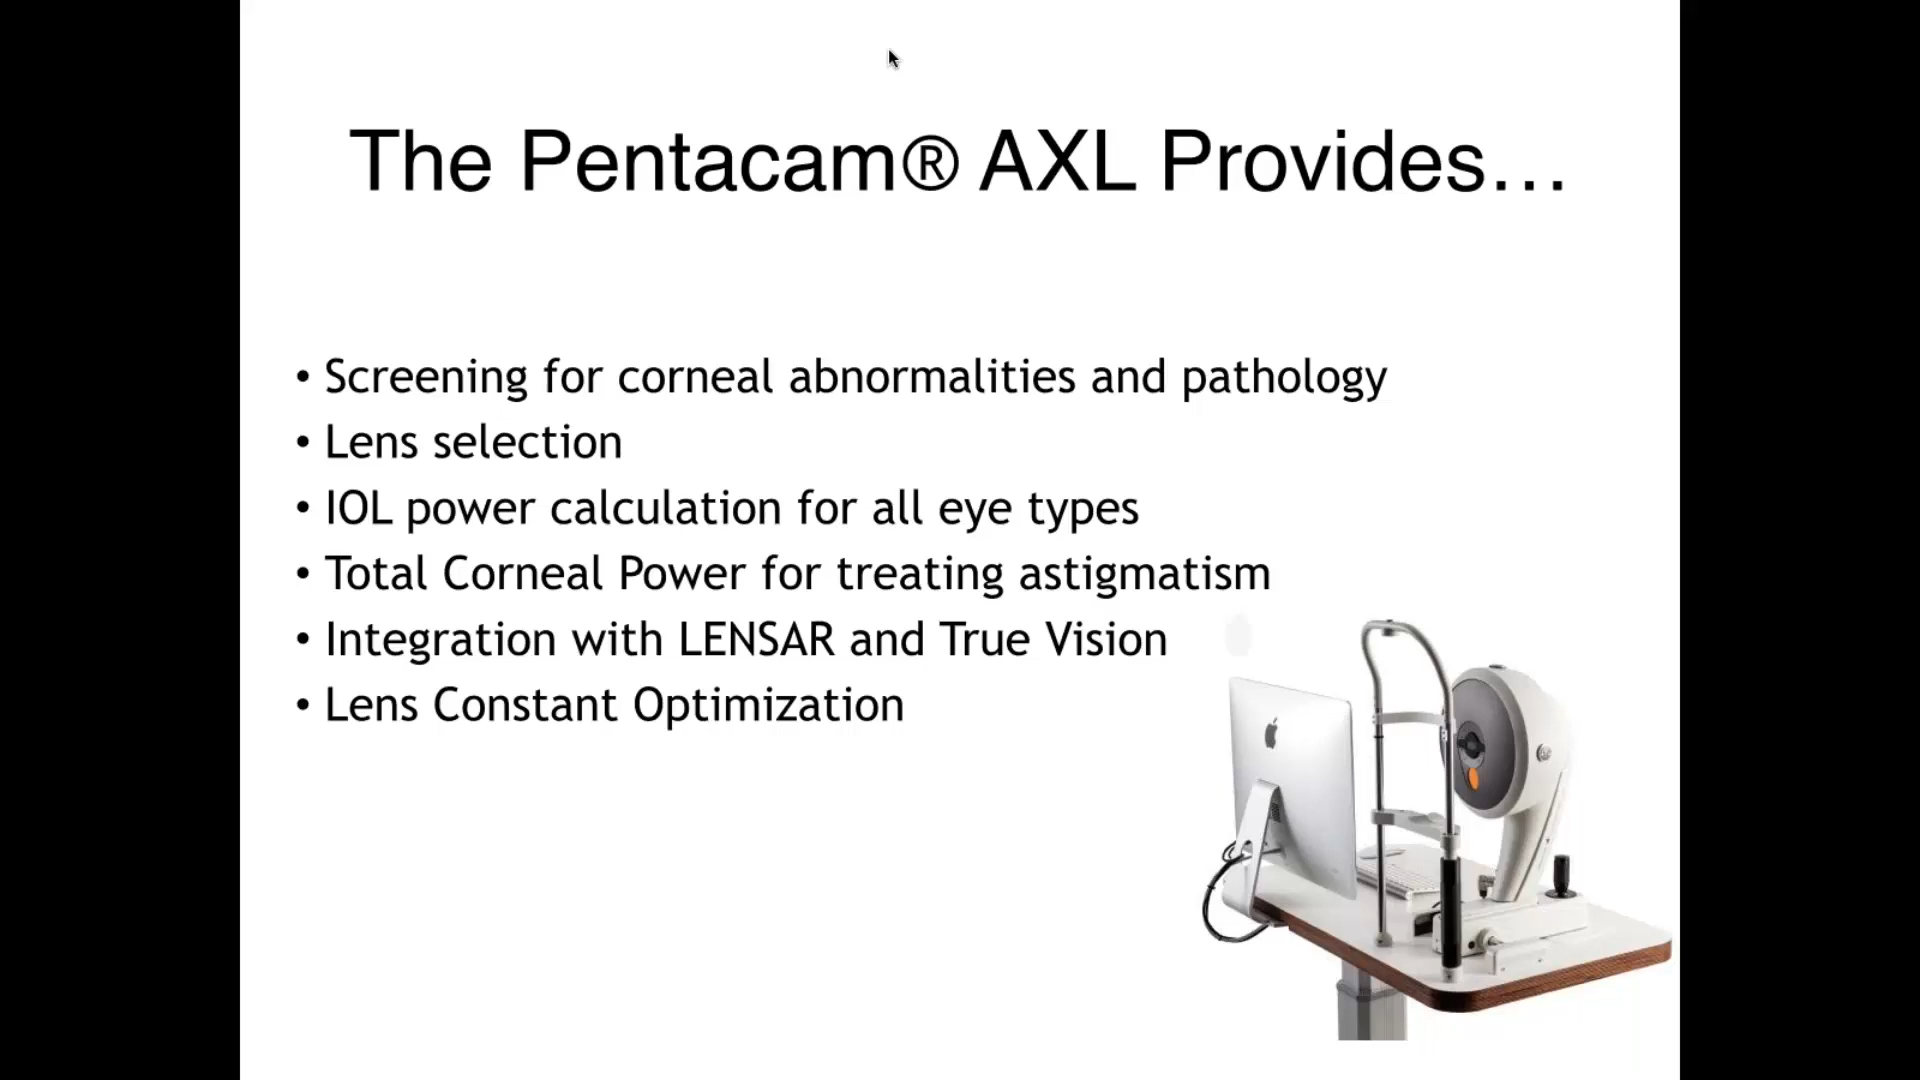 The Pentacam® AXL Provides…
• Screening for corneal abnormalities and pathology
• Lens selection
• IOL power calculation for all eye types
• Total Corneal Power for treating astigmatism
• Integration with LENSAR and True Vision
• Lens Constant Optimization